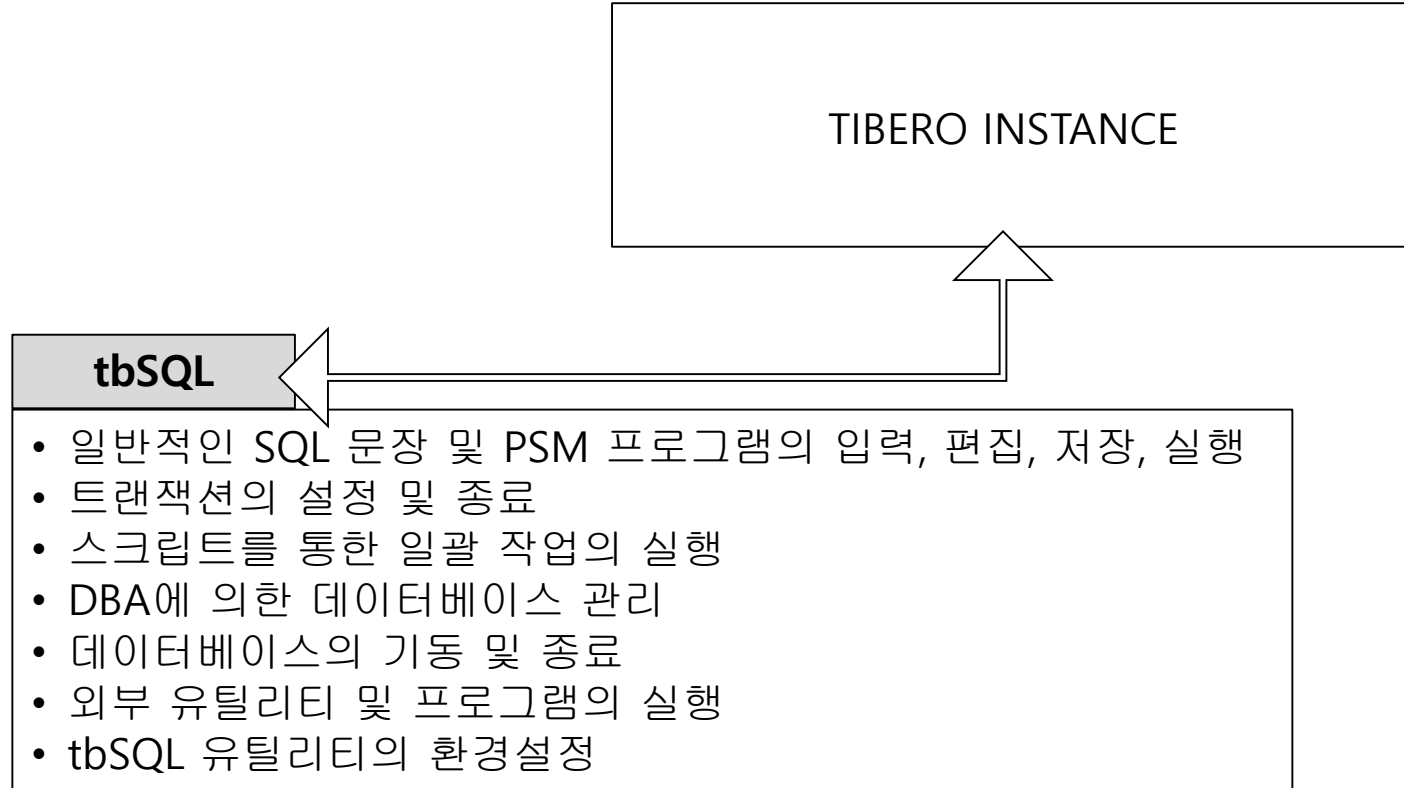 TIBERO INSTANCE
tbSQL
• 일반적인 SQL 문장 및 PSM 프로그램의 입력, 편집, 저장, 실행
• 트랜잭션의 설정 및 종료
• 스크립트를 통한 일괄 작업의 실행
• DBA에 의한 데이터베이스 관리
• 데이터베이스의 기동 및 종료
• 외부 유틸리티 및 프로그램의 실행
• tbSQL 유틸리티의 환경설정